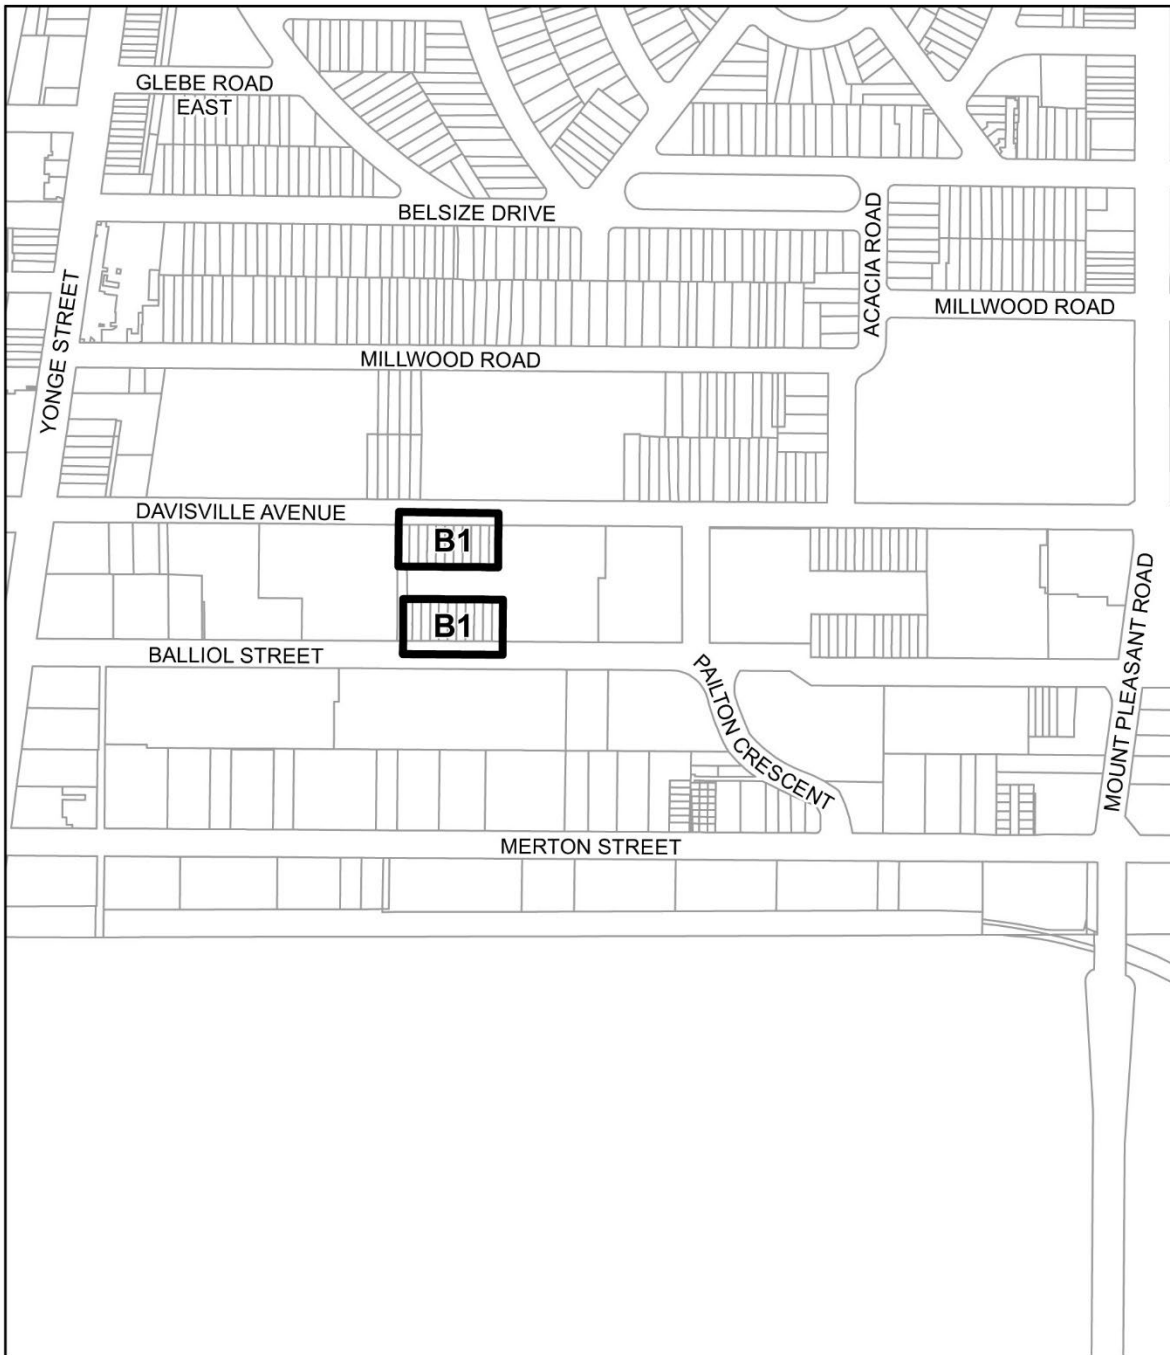 GLEBE ROAD
EAST
BELSIZE DRIVE
ACACIA ROAD
YONGE STREET
MILLWOOD ROAD
MILLWOOD ROAD
DAVISVILLE AVENUE
B1
B1
BALLIOL STREET
PAILTON CRESCENT
MOUNT PLEASANT ROAD
MERTON STREET